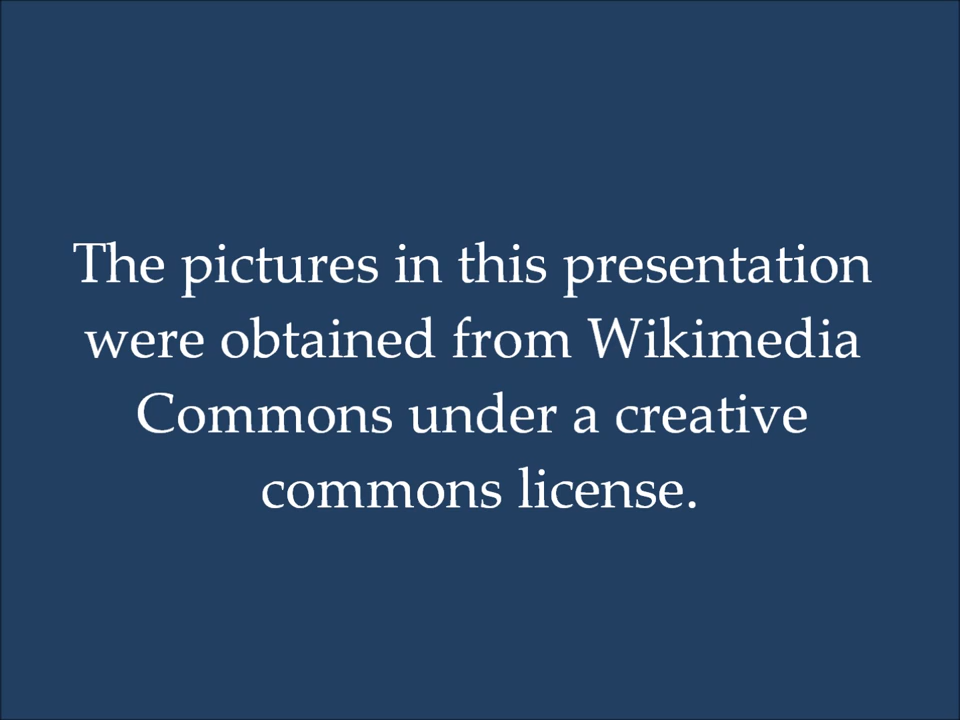 The pictures in this presentation
were obtained from Wikimedia
Commons under a creative
commons license.